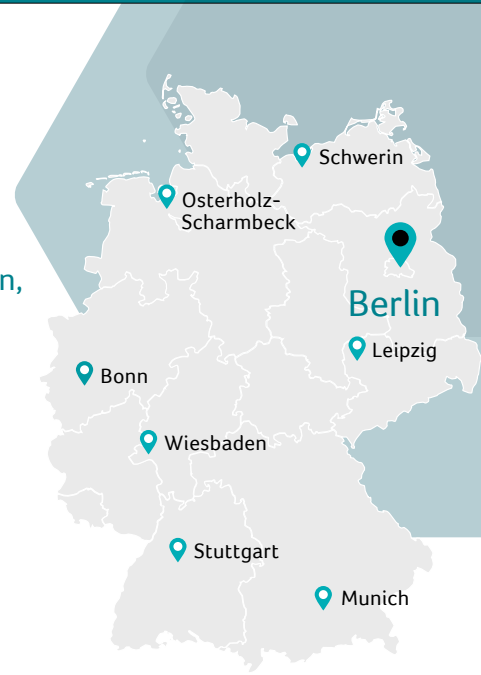 Schwerin
Osterholz-
Scharmbeck
n,
Berlin
Leipzig
Bonn
Wiesbaden
Stuttgart
Munich